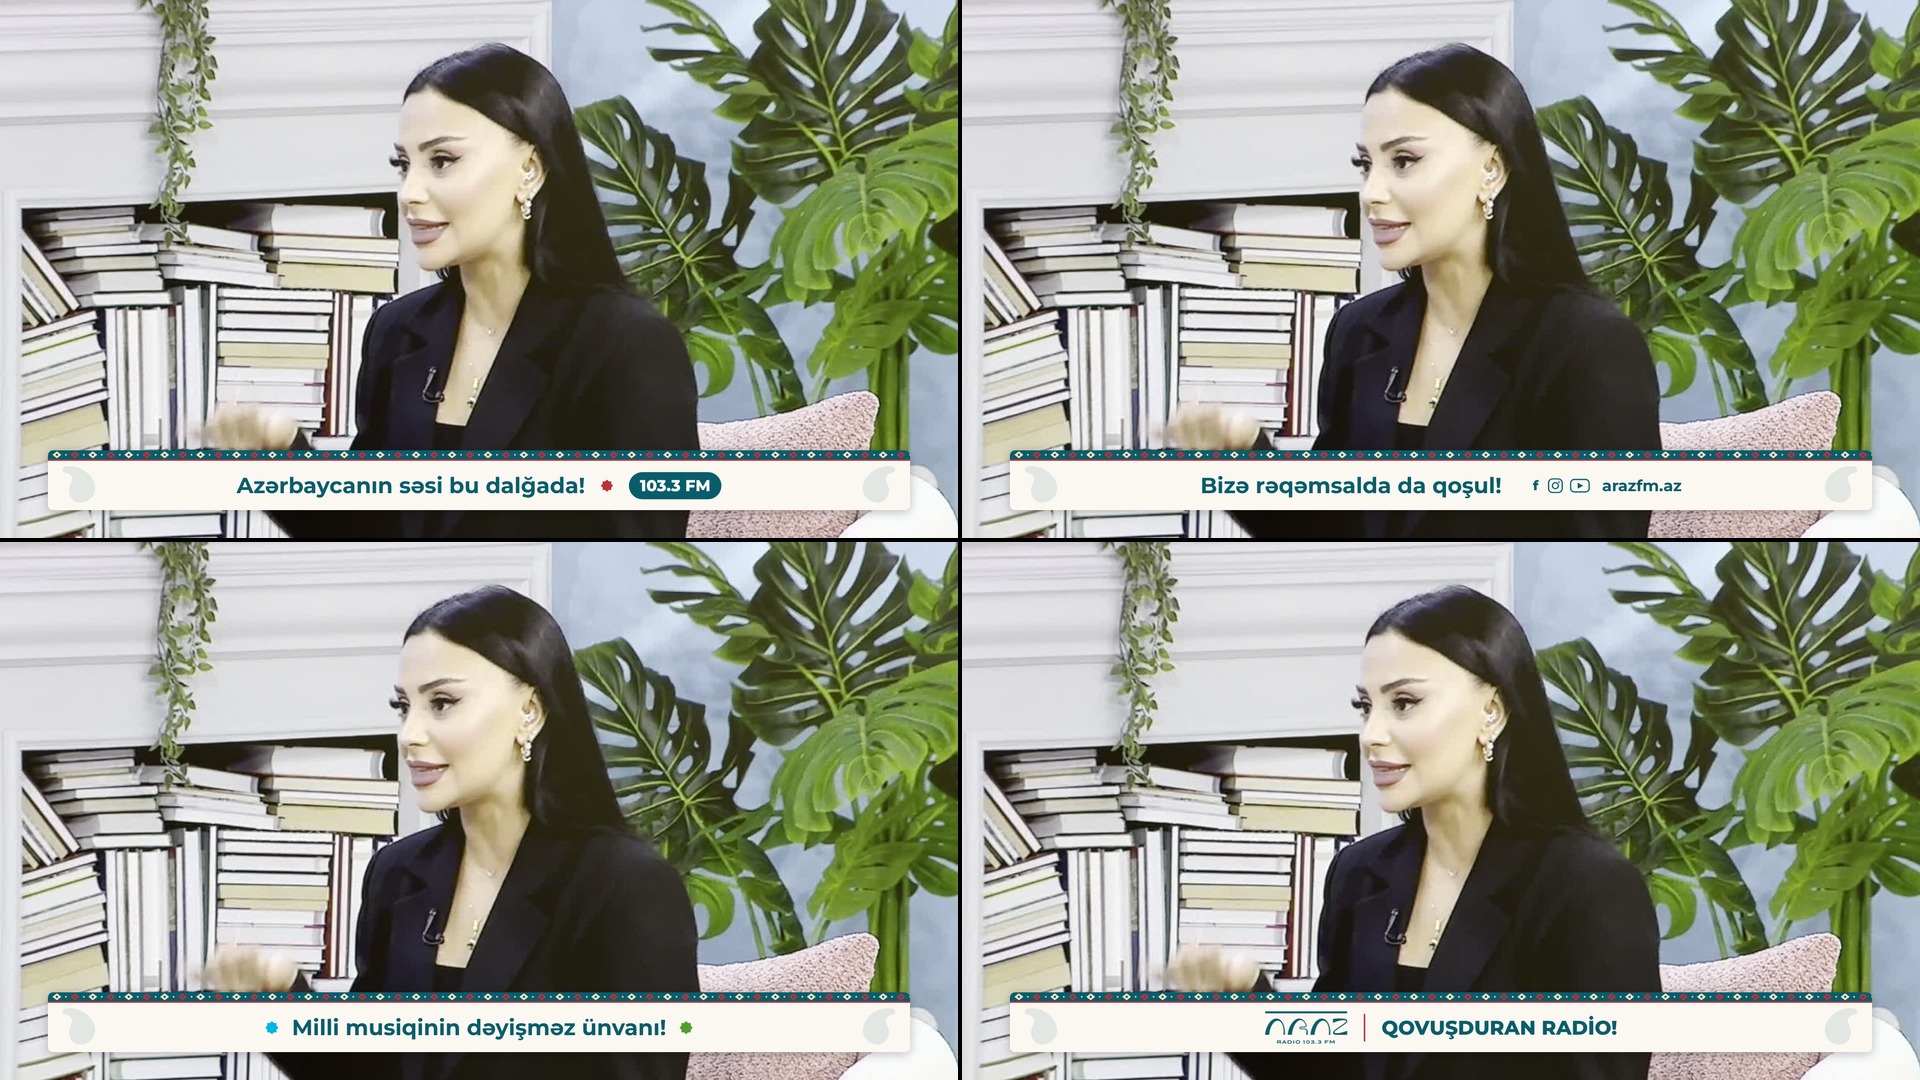 Azərbaycanın səsi bu dalğada! 103.3 FM
Bizə rəqəmsalda da qoşul! arazfm.az
Milli musiqinin dəyişməz ünvanı!
ARAZ
RADIO 103.3 FM
QOVUŞDURAN RADİO!